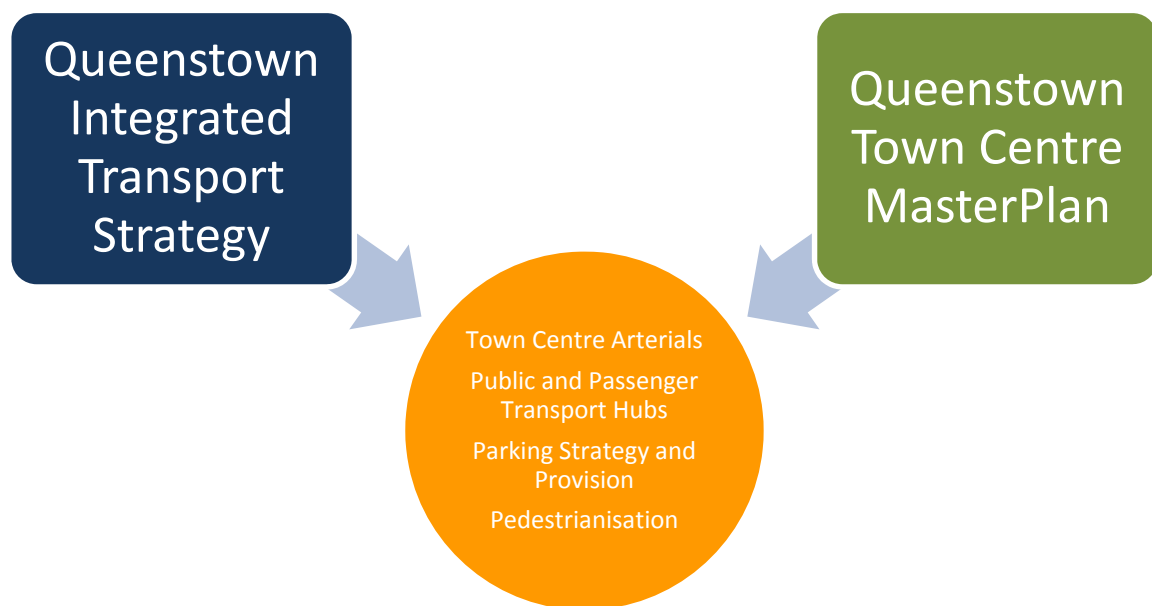 Queenstown
Integrated
Transport
Strategy
Queenstown
Town Centre
MasterPlan
Town Centre Arterials
Public and Passenger
Transport Hubs
Parking Strategy and
Provision
Pedestrianisation